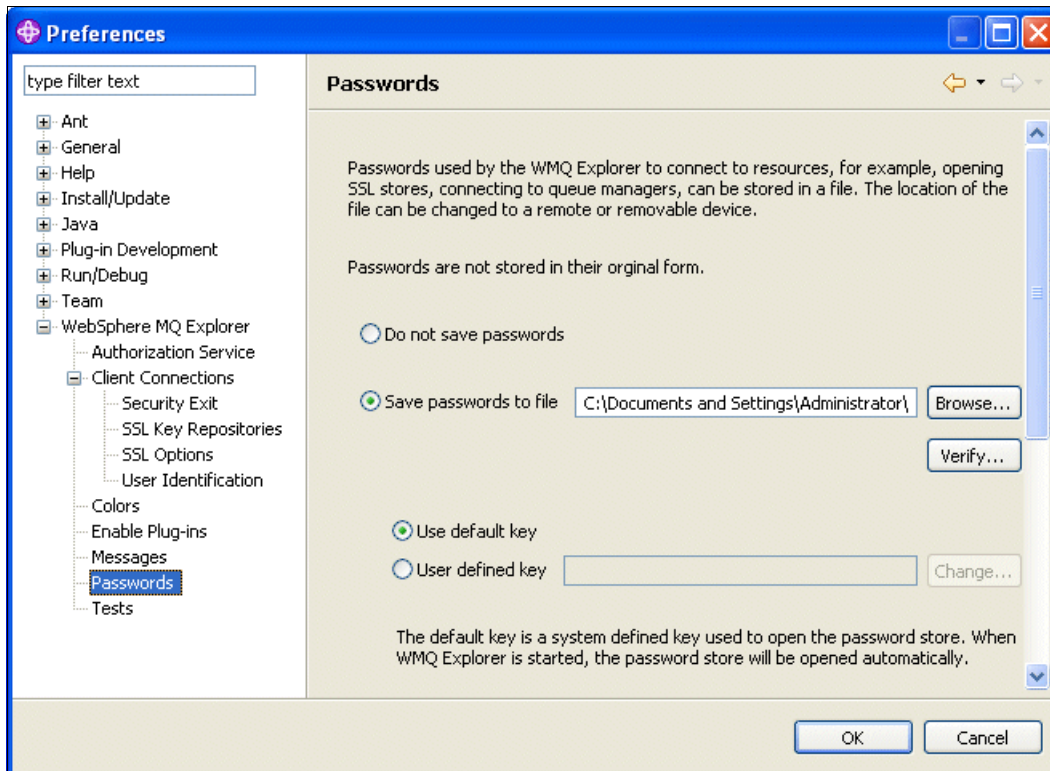 Preferences
type filter text
Ant
General
Help
Install/Update
Java
Plug-in Development
Run/Debug
Team
WebSphere MQ Explorer
Authorization Service
Client Connections
Security Exit
SSL Key Repositories
SSL Options
User Identification
Colors
Enable Plug-ins
Messages
Passwords
Tests
Passwords
Passwords used by the WMQ Explorer to connect to resources, for example, opening
SSL stores, connecting to queue managers, can be stored in a file. The location of the
file can be changed to a remote or removable device.
Passwords are not stored in their orginal form.
Do not save passwords
Save passwords to file C:\Documents and Settings\Administrator\ Browse...
Verify...
Use default key
User defined key Change...
The default key is a system defined key used to open the password store. When
WMQ Explorer is started, the password store will be opened automatically.
OK Cancel